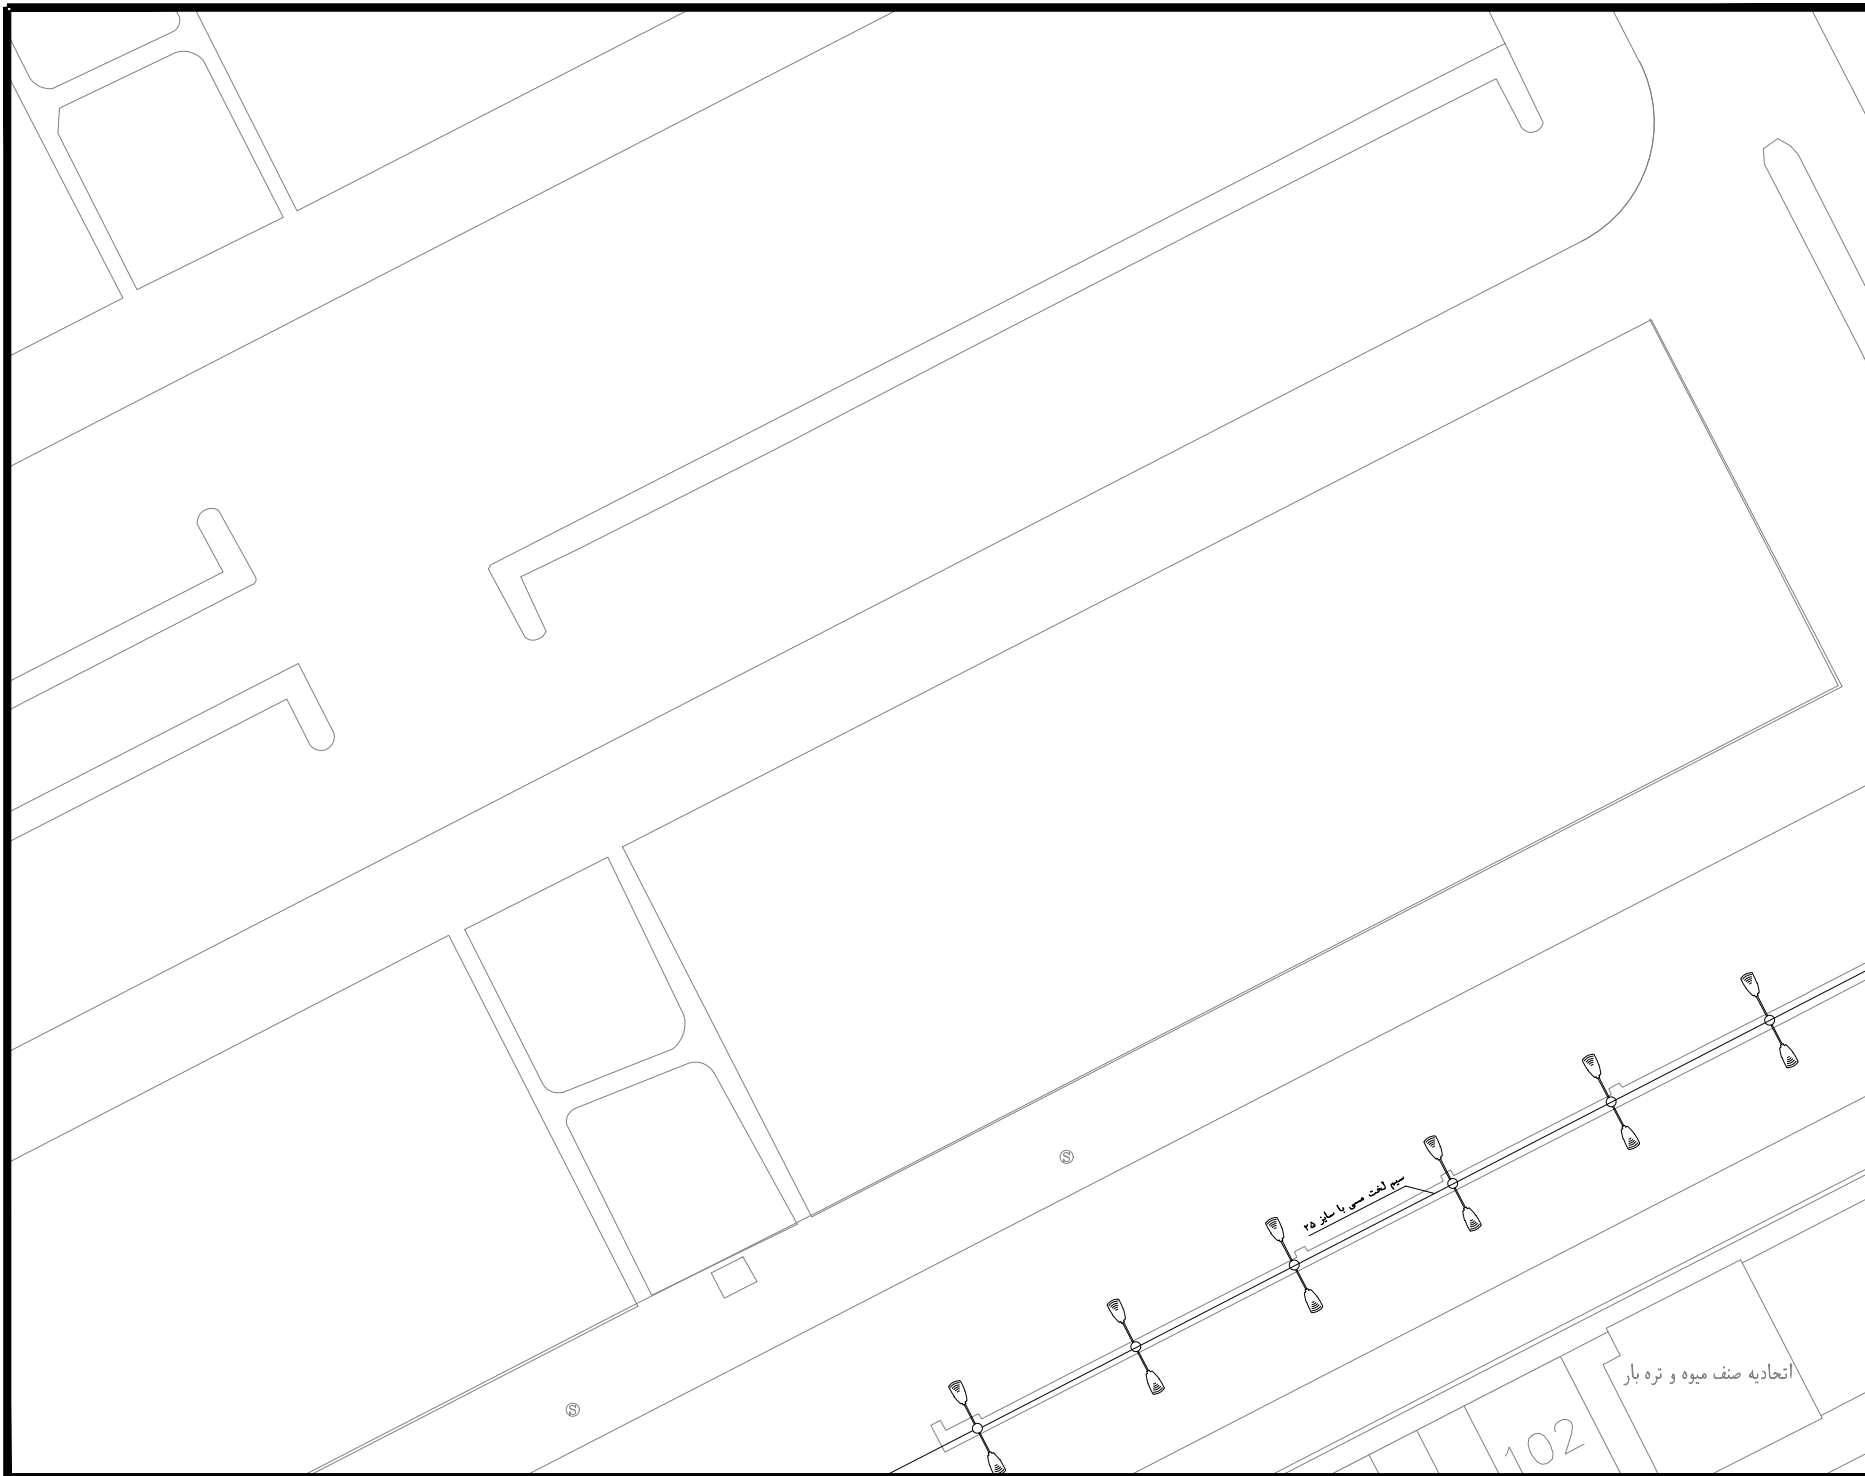 Ⓢ
سیم لخت مسی با سایز ۲۵
اتحادیه صنف میوه و تره بار
Ⓢ
102